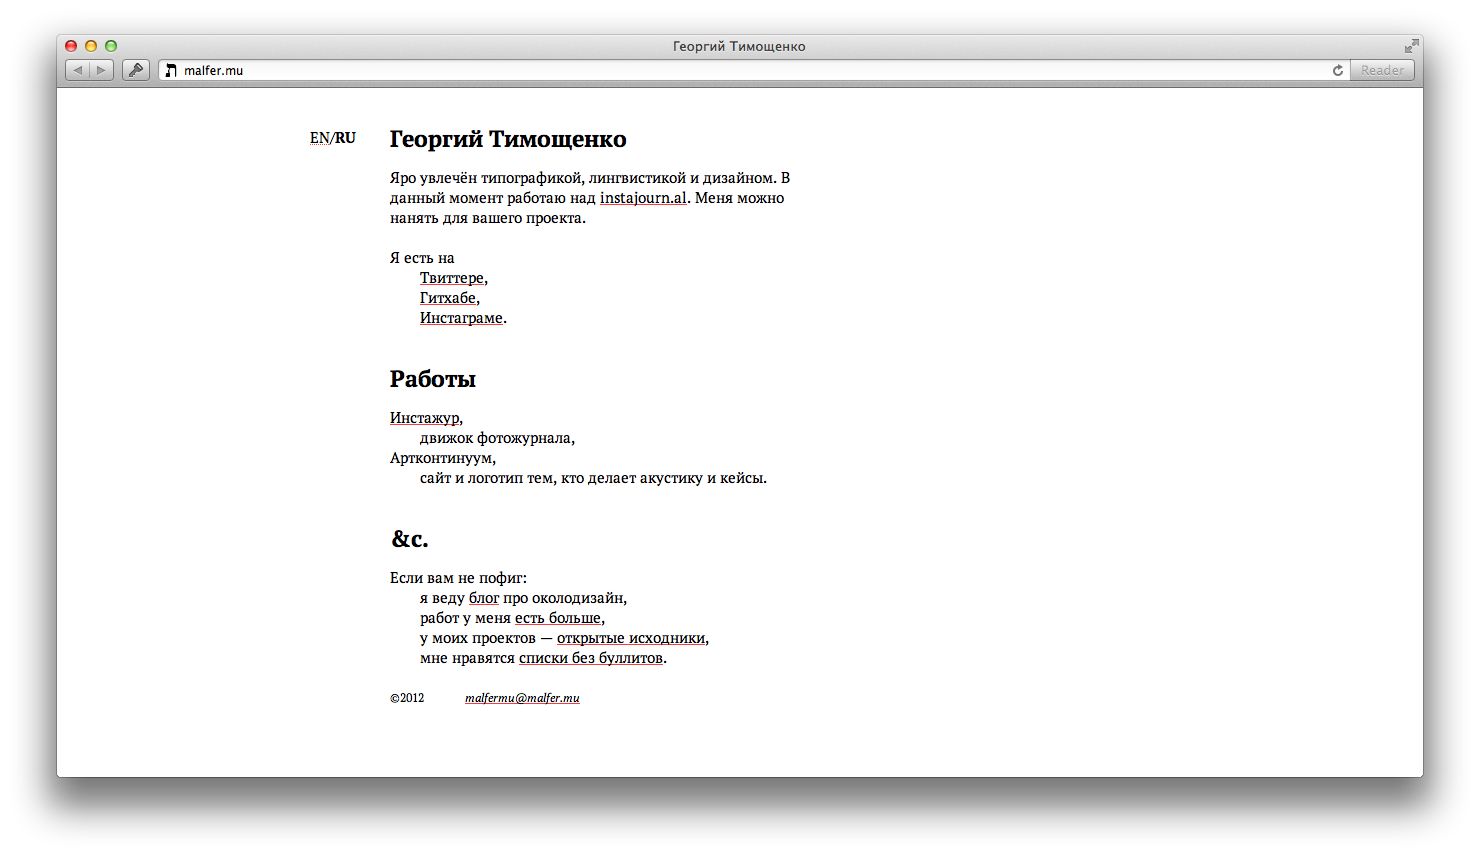 Георгий Тимощенко
malfer.mu
Reader
EN/RU
Георгий Тимощенко
Яро увлечён типографикой, лингвистикой и дизайном. В
данный момент работаю над instajourn.al. Меня можно
нанять для вашего проекта.
Я есть на
Твиттере,
Гитхабе,
Инстаграме.
Работы
Инстажур,
движок фотожурнала,
Артконтинуум,
сайт и логотип тем, кто делает акустику и кейсы.
&c.
Если вам не пофиг:
я веду блог про околодизайн,
работ у меня есть больше,
у моих проектов — открытые исходники,
мне нравятся списки без буллитов.
©2012 malfermu@malfer.mu